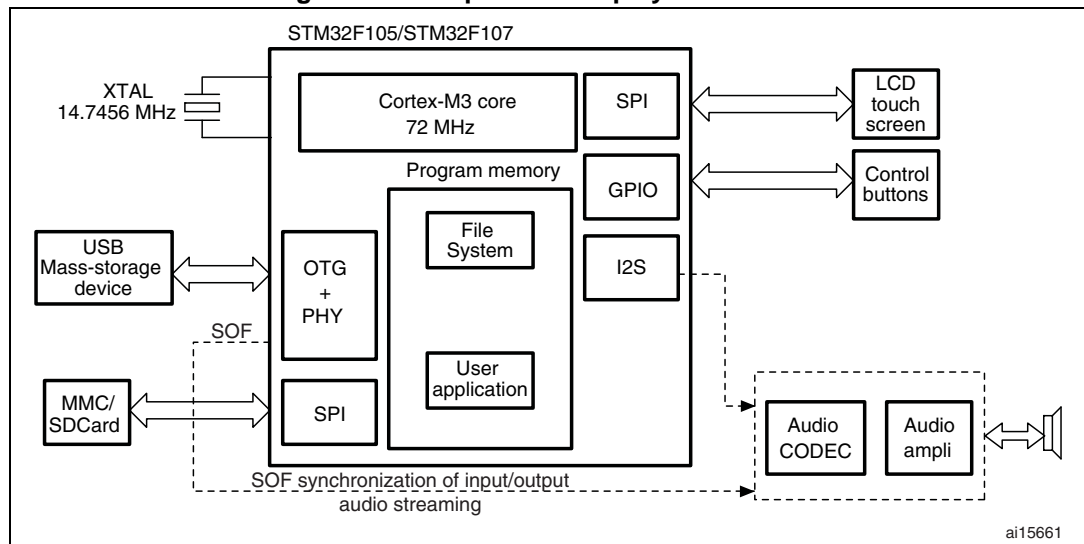 STM32F105/STM32F107
XTAL
14.7456 MHz
Cortex-M3 core
72 MHz
SPI
LCD
touch
screen
Program memory
GPIO
Control
buttons
File
System
I2S
USB
Mass-storage
device
OTG
+
PHY
SOF
User
application
MMC/
SDCard
SPI
Audio
CODEC
Audio
ampli
SOF synchronization of input/output
audio streaming
ai15661